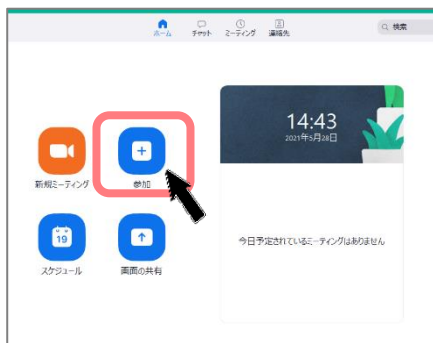 ホーム チャット ミーティング 連絡先 検索
14:43
2021年5月28日
新規ミーティング 参加
19
スケジュール 画面の共有
今日予定されているミーティングはありません